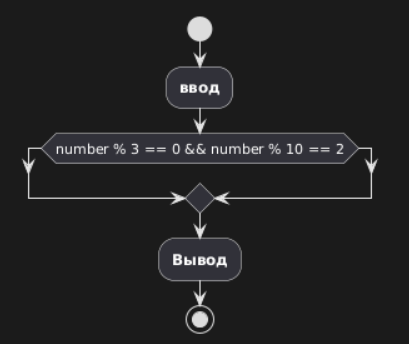 ввод
number % 3 == 0 && number % 10 == 2
Вывод